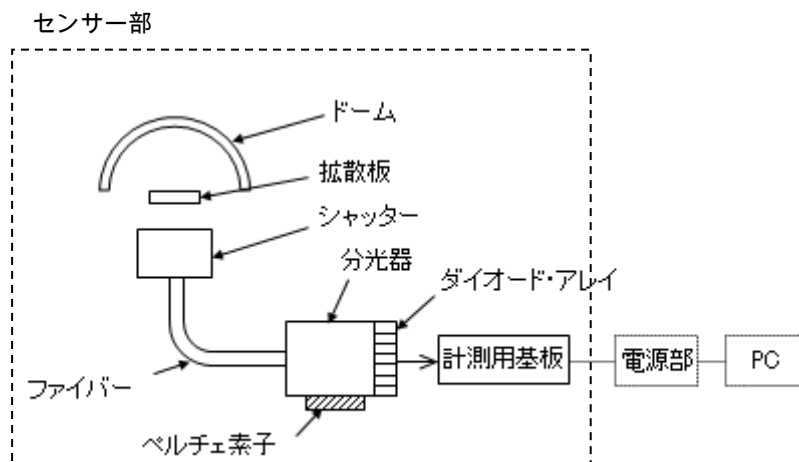 センサー部
ドーム
拡散板
シャッター
分光器
ダイオード・アレイ
計測用基板
電源部
PC
ファイバー
ペルチェ素子